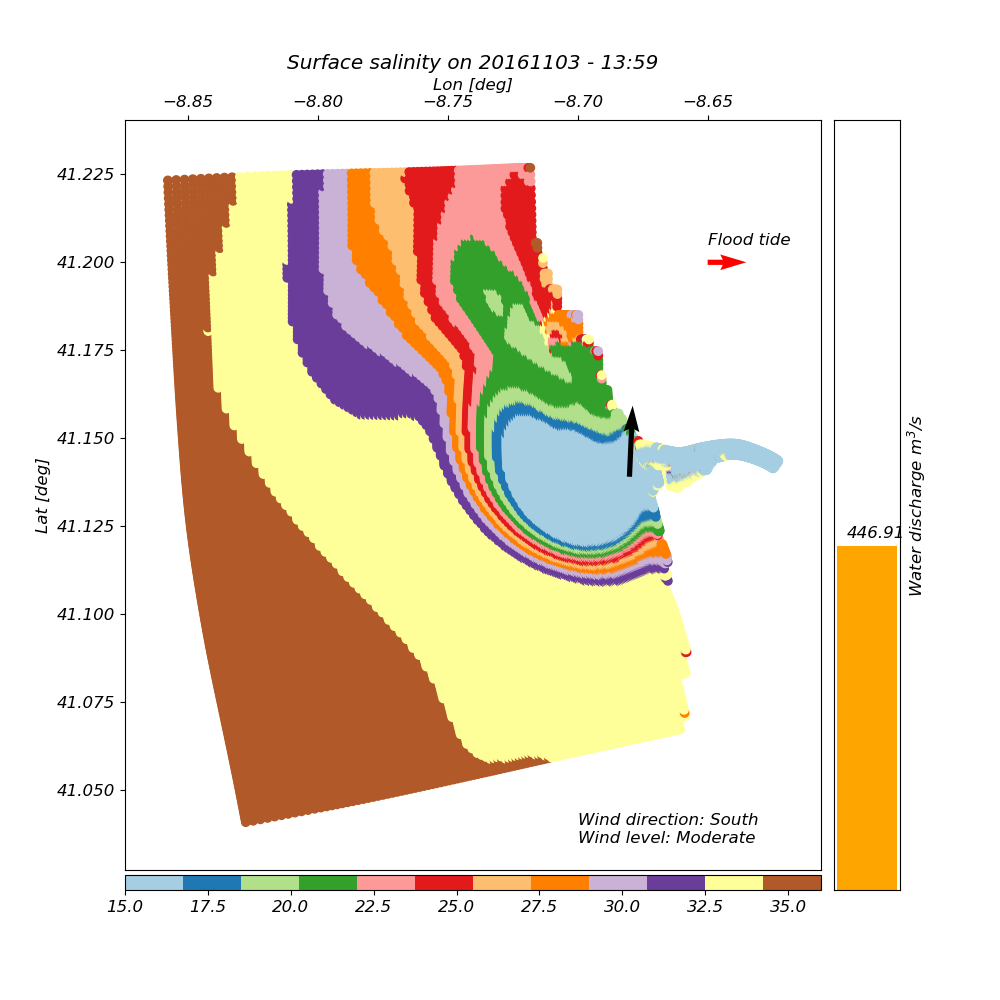 Surface salinity on 20161103 - 13:59
Lon [deg]
−8.85 −8.80 −8.75 −8.70 −8.65
41.225
41.200
41.175
41.150
41.125
41.100
41.075
41.050
Lat [deg]
Flood tide
Wind direction: South
Wind level: Moderate
446.91
Water discharge m³/s
15.0 17.5 20.0 22.5 25.0 27.5 30.0 32.5 35.0